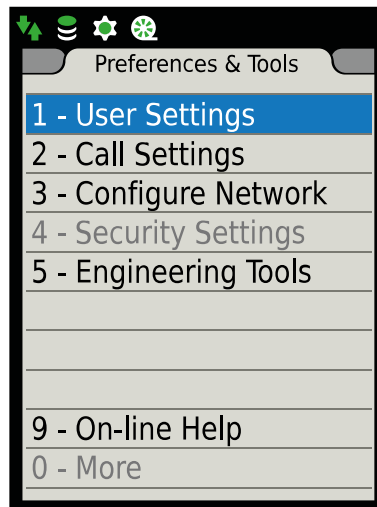 Preferences & Tools
1 - User Settings
2 - Call Settings
3 - Configure Network
4 - Security Settings
5 - Engineering Tools
9 - On-line Help
0 - More